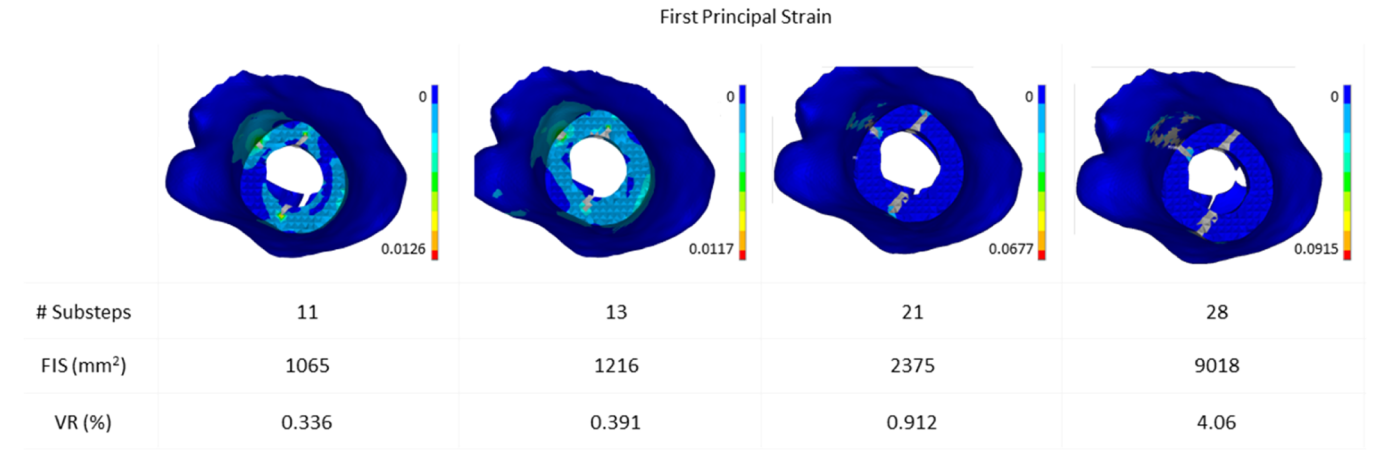 First Principal Strain
0 0 0 0
0.0126 0.0117 0.0677 0.0915
# Substeps 11 13 21 28
FIS (mm²) 1065 1216 2375 9018
VR (%) 0.336 0.391 0.912 4.06